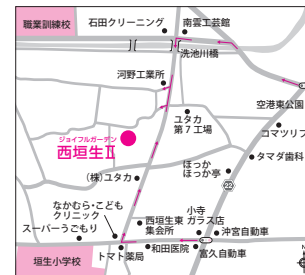 職業訓練校
石田クリーニング
南雲工芸館
洗池川橋
河野工業所
空港東公園
ユタカ
第7工場
コマツリフト
ジョイフルガーデン
西垣生Ⅱ
タマダ歯科
ほっか
ほっか亭
(株)ユタカ
22
なかむら・こども
クリニック
西垣生東
集会所
小寺
ガラス店
スーパーうごもり
沖宮自動車
垣生小学校
トマト薬局
和田医院
富久自動車